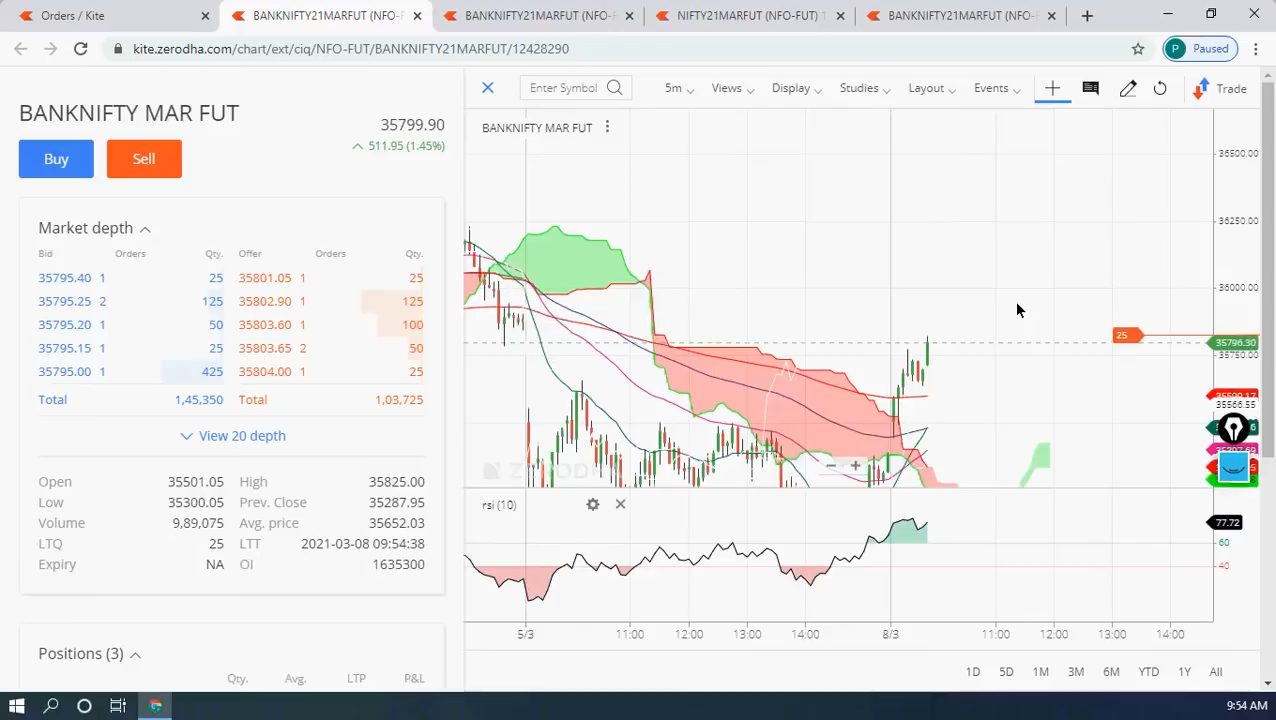 Orders / Kite
BANKNIFTY21MARFUT (NFO-F
BANKNIFTY21MARFUT (NFO-
NIFTY21MARFUT (NFO-FUT) T
BANKNIFTY21MARFUT (NFO-
kite.zerodha.com/chart/ext/ciq/NFO-FUT/BANKNIFTY21MARFUT/12428290
P Paused
BANKNIFTY MAR FUT
35799.90
511.95 (1.45%)
Buy Sell
Market depth
Bid Orders Qty. Offer Orders Qty.
35795.40 1 25 35801.05 1 25
35795.25 2 125 35802.90 1 125
35795.20 1 50 35803.60 1 100
35795.15 1 25 35803.65 2 50
35795.00 1 425 35804.00 1 25
Total 1,45,350 Total 1,03,725
View 20 depth
Open 35501.05 High 35825.00
Low 35300.05 Prev. Close 35287.95
Volume 9,89,075 Avg. price 35652.03
LTQ 25 LTT 2021-03-08 09:54:38
Expiry NA OI 1635300
Positions (3)
Qty. Avg. LTP P&L
Enter Symbol
5m Views Display Studies Layout Events Trade
BANKNIFTY MAR FUT
36500.00
36250.00
36000.00
25
35796.30
35750.00
35566.55
ZERODHA
rsi (10)
77.72
60
40
5/3 11:00 12:00 13:00 14:00 8/3 11:00 12:00 13:00 14:00
1D 5D 1M 3M 6M YTD 1Y All
9:54 AM